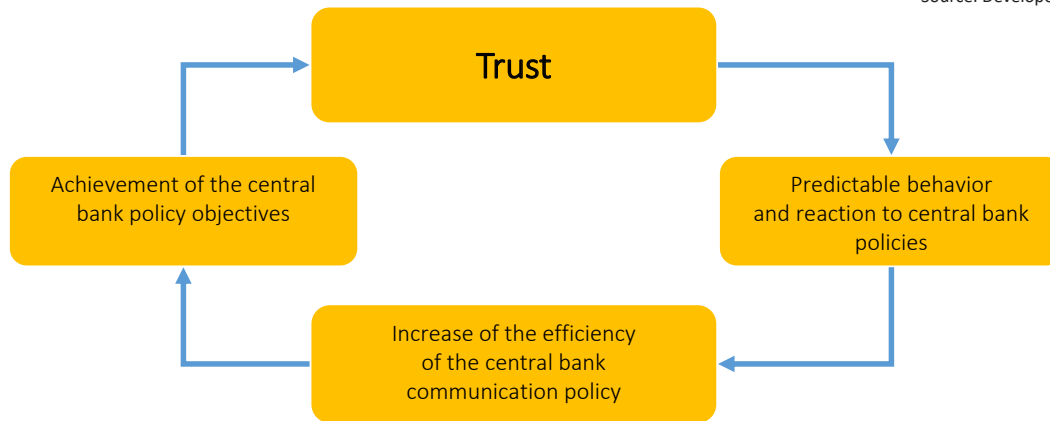 Trust
Achievement of the central
bank policy objectives
Predictable behavior
and reaction to central bank
policies
Increase of the efficiency
of the central bank
communication policy